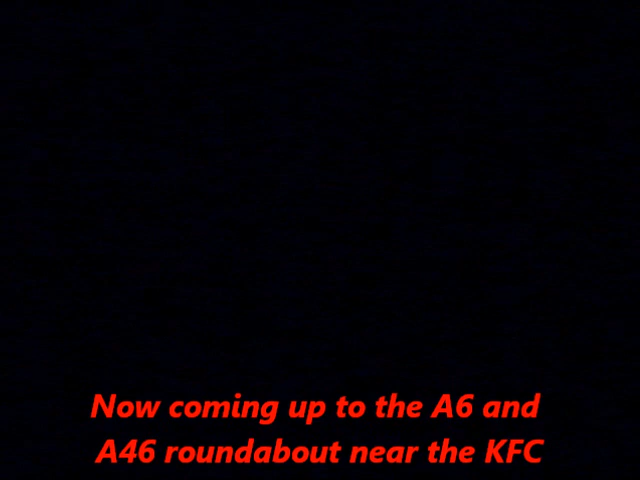 Now coming up to the A6 and
A46 roundabout near the KFC